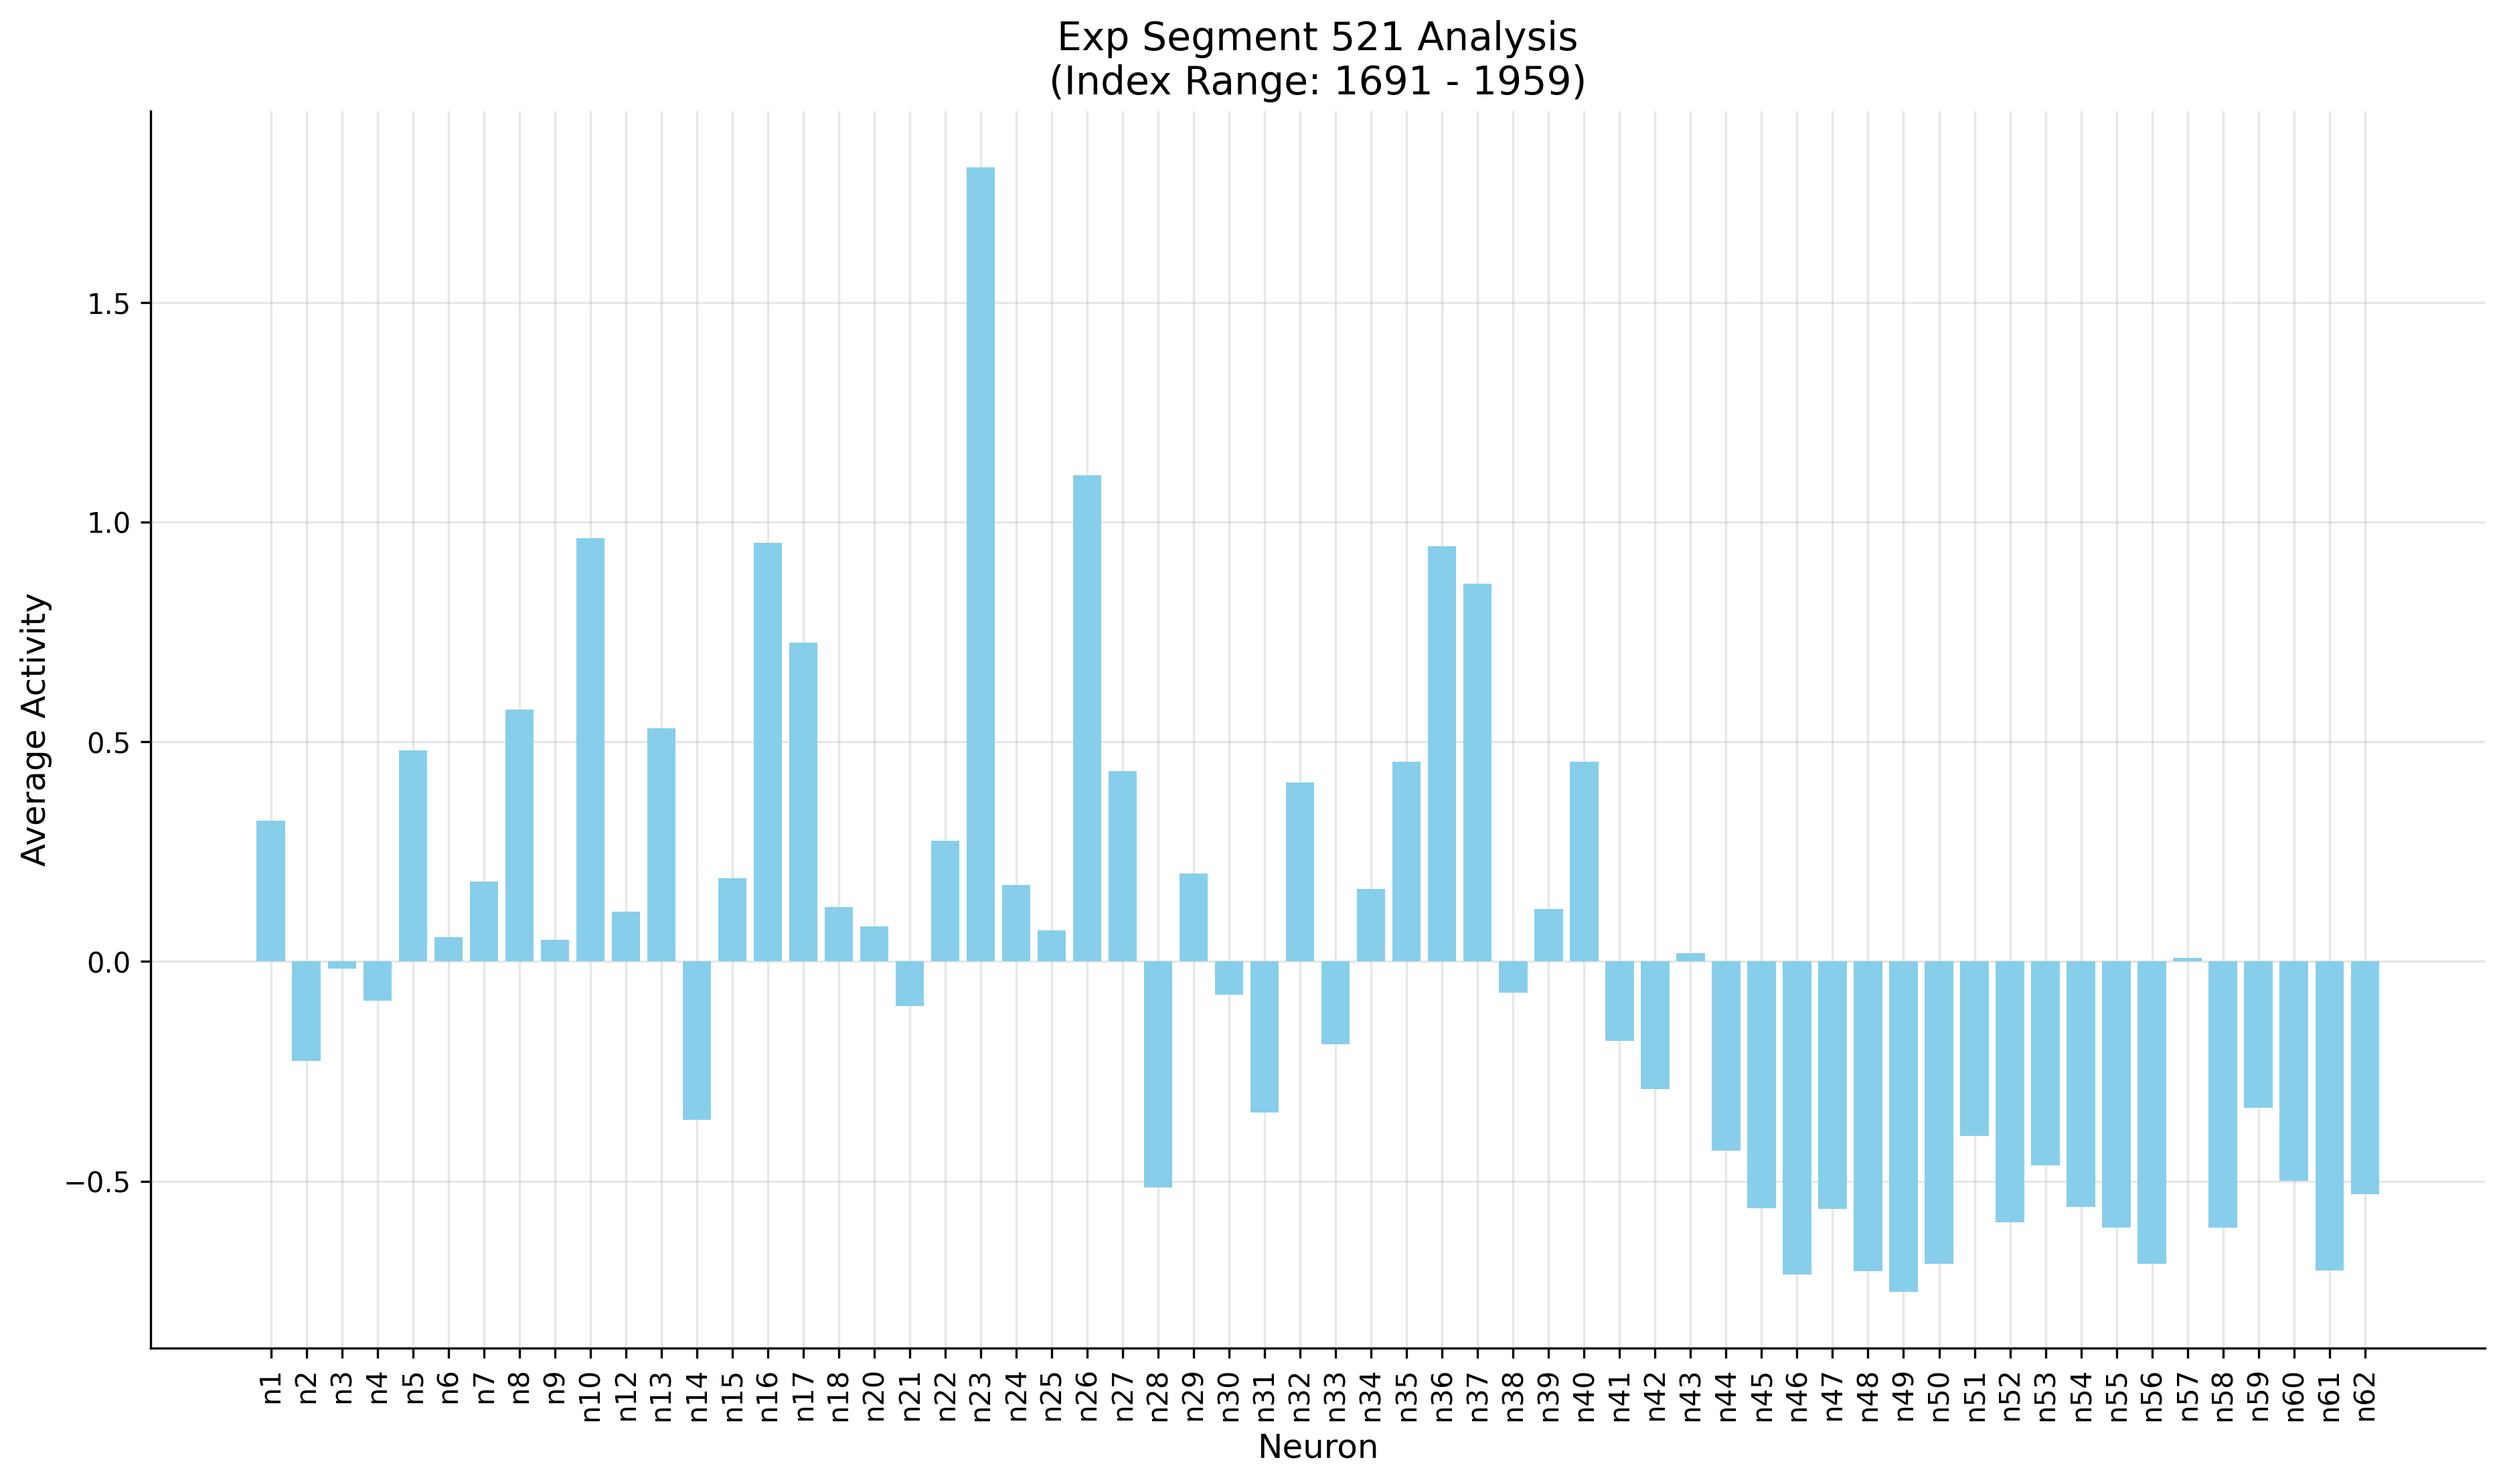 Exp Segment 521 Analysis
(Index Range: 1691 - 1959)
Average Activity
1.5
1.0
0.5
0.0
−0.5
n1 n2 n3 n4 n5 n6 n7 n8 n9 n10 n12 n13 n14 n15 n16 n17 n18 n20 n21 n22 n23 n24 n25 n26 n27 n28 n29 n30 n31 n32 n33 n34 n35 n36 n37 n38 n39 n40 n41 n42 n43 n44 n45 n46 n47 n48 n49 n50 n51 n52 n53 n54 n55 n56 n57 n58 n59 n60 n61 n62
Neuron